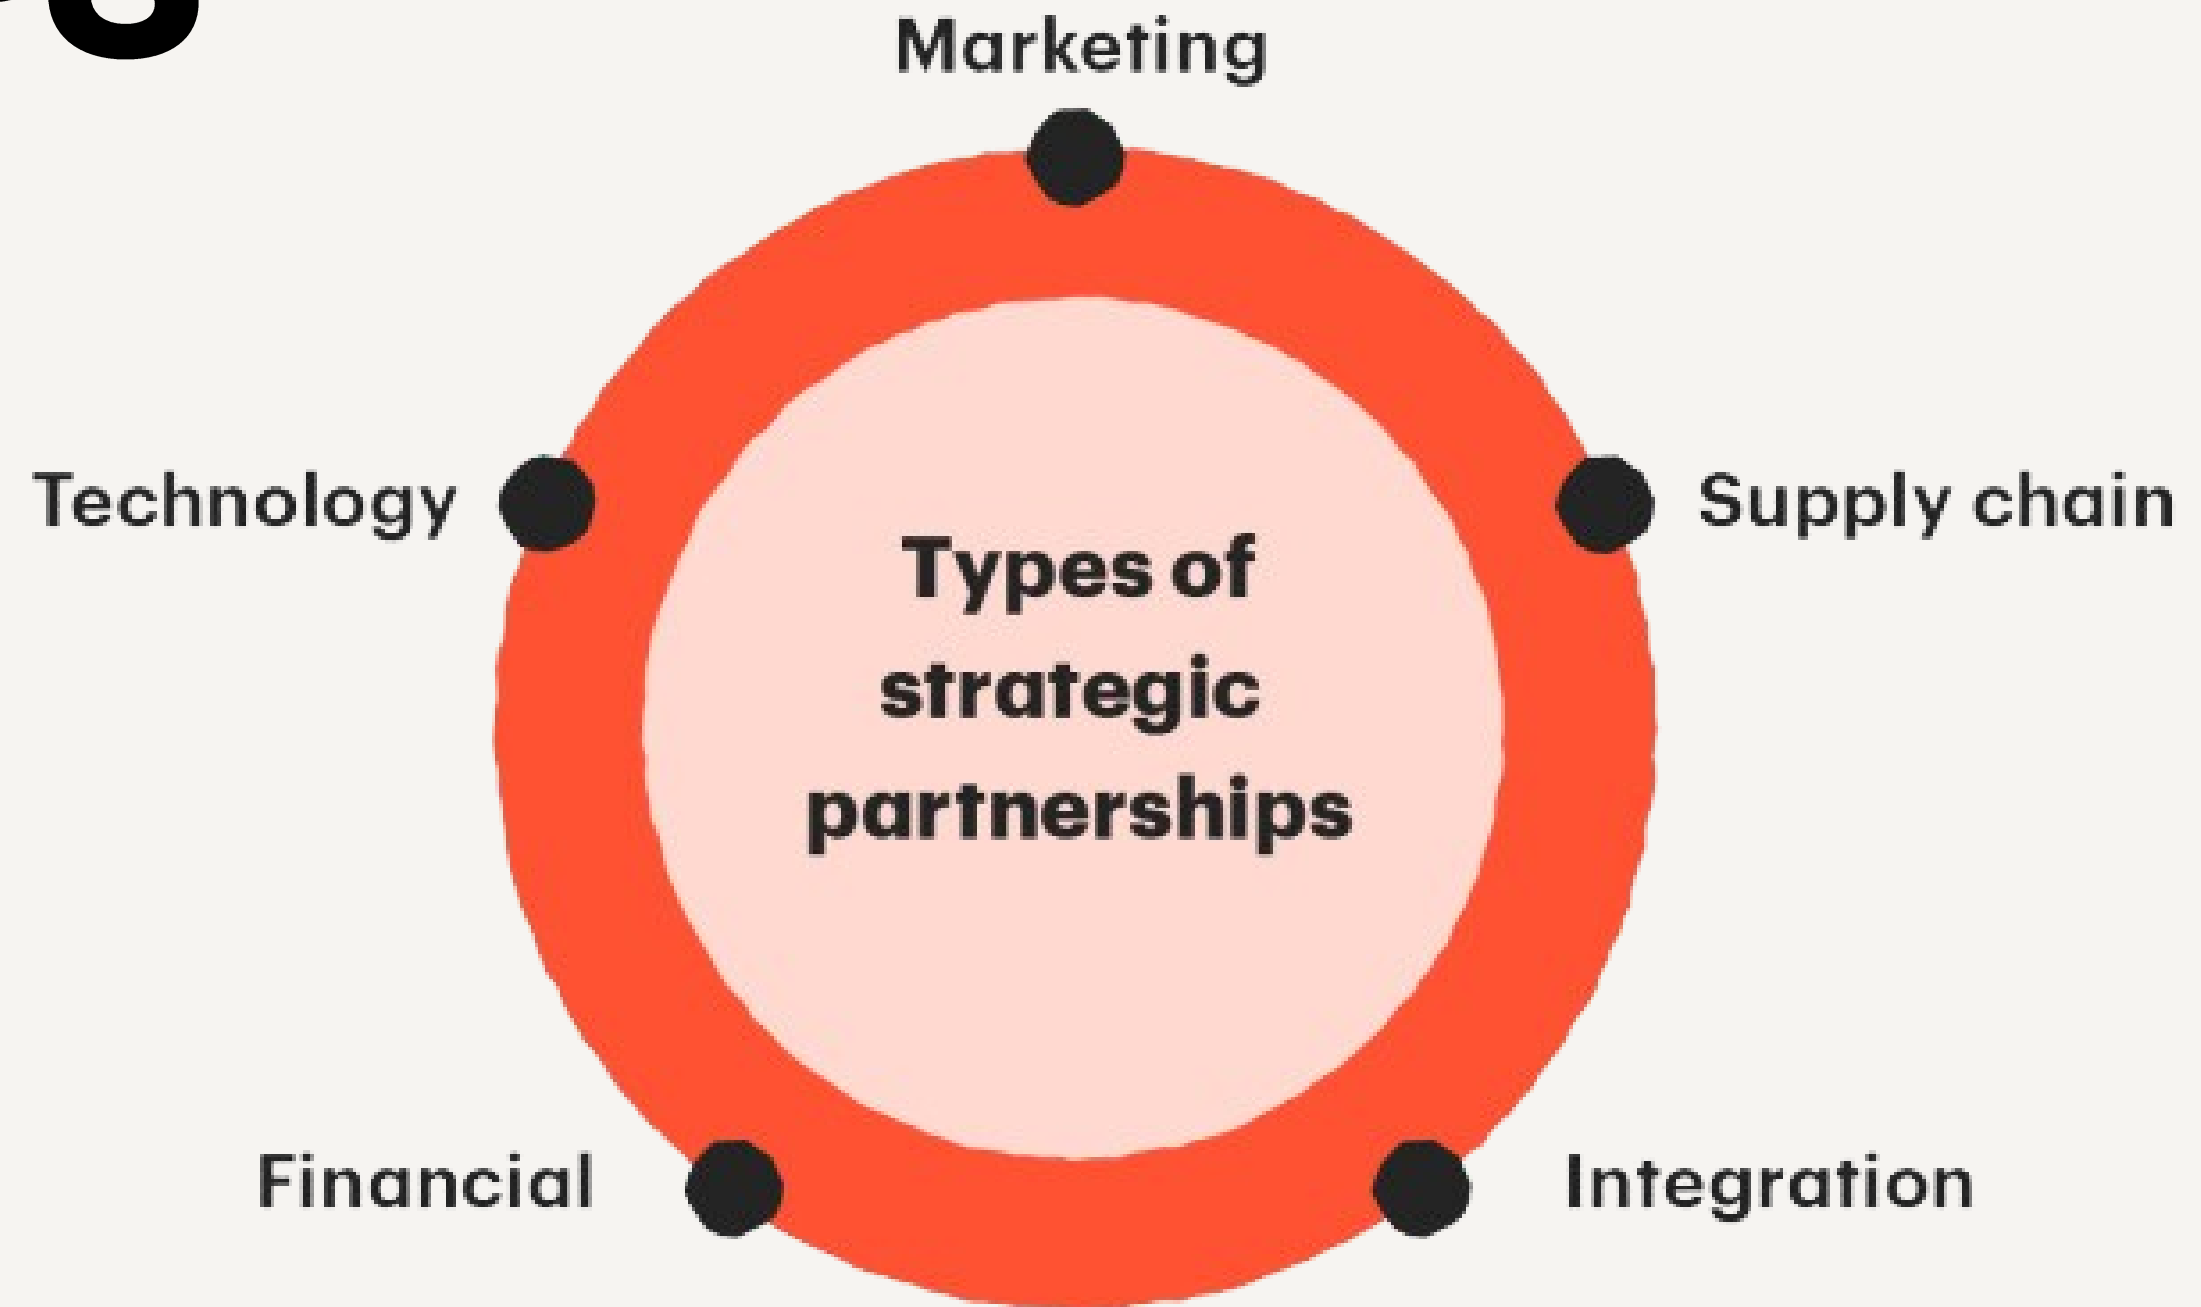 Marketing
Technology
Supply chain
Types of
strategic
partnerships
Financial
Integration